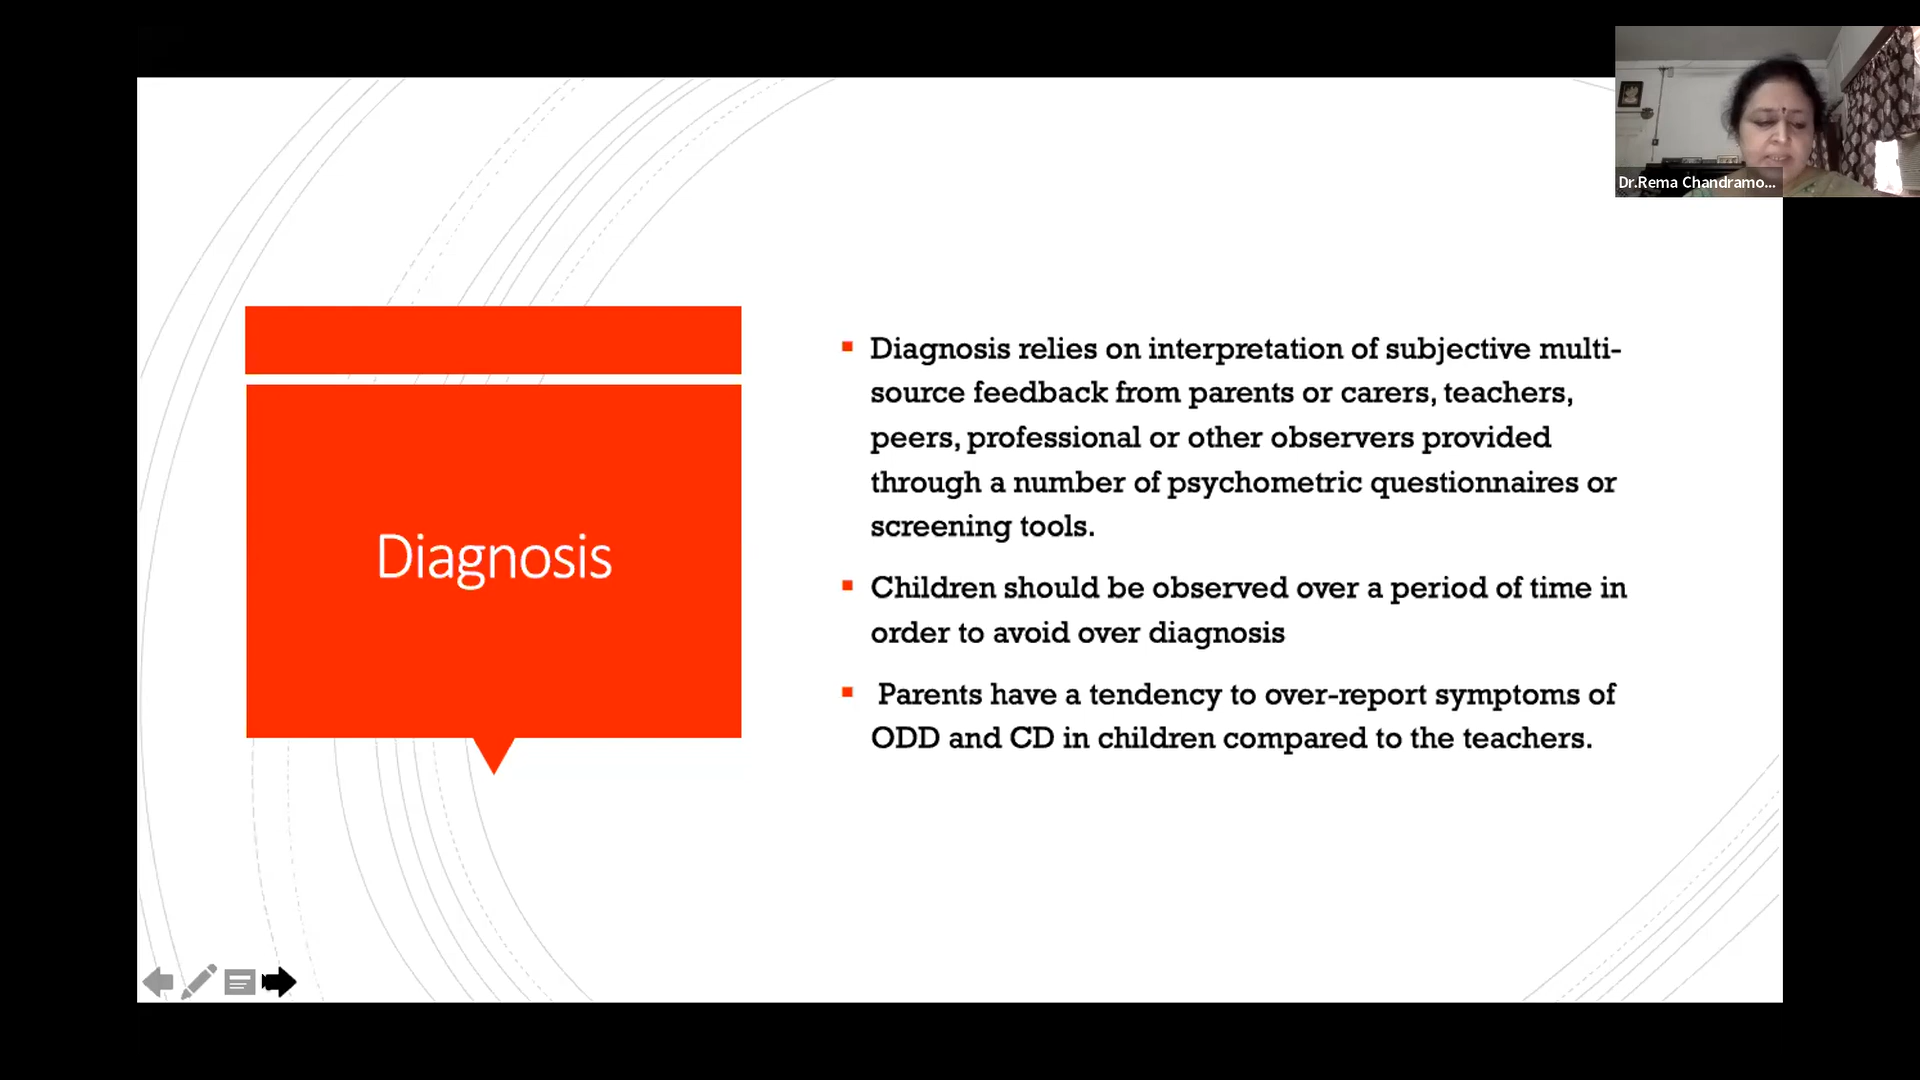 Dr.Rema Chandramo...
Diagnosis
▪ Diagnosis relies on interpretation of subjective multi-
source feedback from parents or carers, teachers,
peers, professional or other observers provided
through a number of psychometric questionnaires or
screening tools.
▪ Children should be observed over a period of time in
order to avoid over diagnosis
▪ Parents have a tendency to over-report symptoms of
ODD and CD in children compared to the teachers.